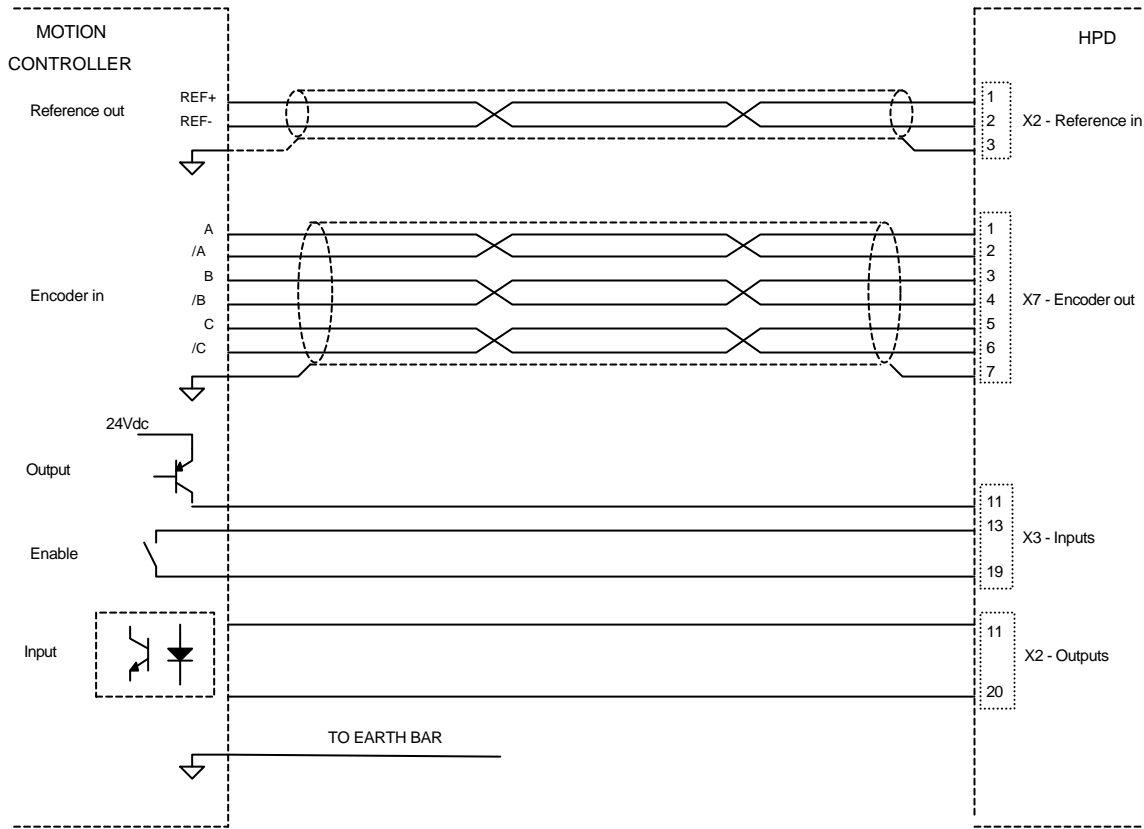 MOTION
CONTROLLER
HPD
Reference out
REF+
REF-
1
2
3
X2 - Reference in
Encoder in
A
/A
B
/B
C
/C
1
2
3
4
5
6
7
X7 - Encoder out
24Vdc
Output
Enable
11
13
19
X3 - Inputs
Input
11
20
X2 - Outputs
TO EARTH BAR